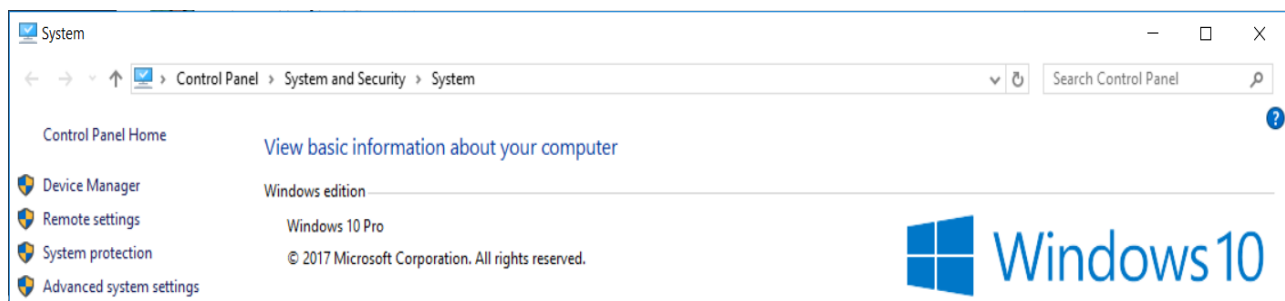 System
Control Panel > System and Security > System
Search Control Panel
Control Panel Home
View basic information about your computer
Device Manager
Windows edition
Remote settings
Windows 10 Pro
System protection
© 2017 Microsoft Corporation. All rights reserved.
Advanced system settings
Windows 10